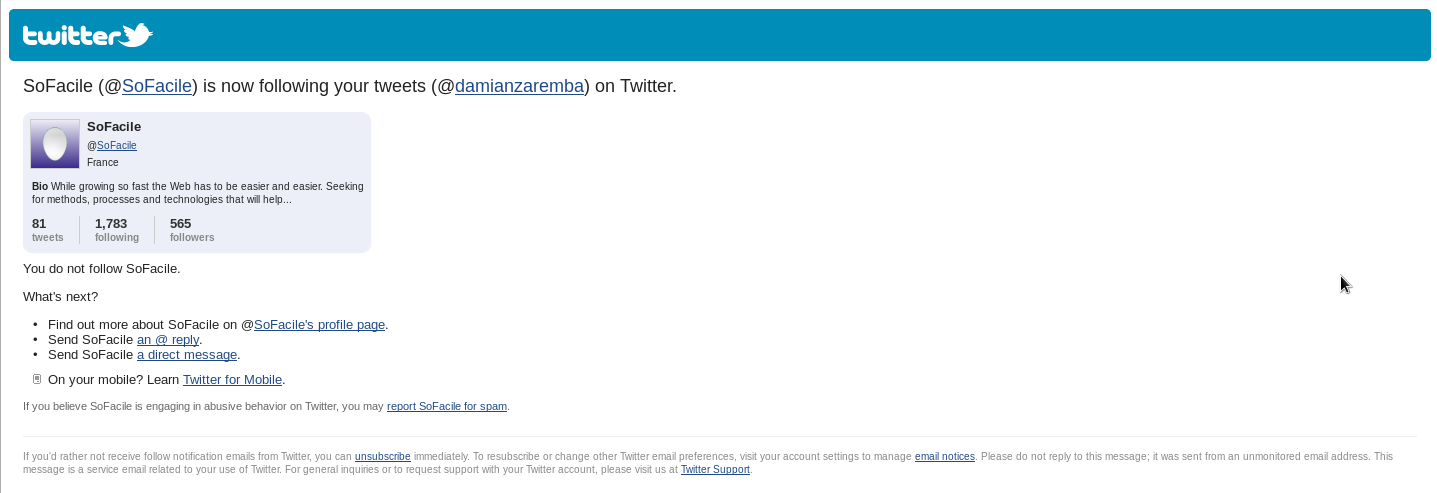 twitter
SoFacile (@SoFacile) is now following your tweets (@damianzaremba) on Twitter.
SoFacile
@SoFacile
France
Bio While growing so fast the Web has to be easier and easier. Seeking
for methods, processes and technologies that will help...
81 1,783 565
tweets following followers
You do not follow SoFacile.
What's next?
• Find out more about SoFacile on @SoFacile's profile page.
• Send SoFacile an @ reply.
• Send SoFacile a direct message.
On your mobile? Learn Twitter for Mobile.
If you believe SoFacile is engaging in abusive behavior on Twitter, you may report SoFacile for spam.
If you'd rather not receive follow notification emails from Twitter, you can unsubscribe immediately. To resubscribe or change other Twitter email preferences, visit your account settings to manage email notices. Please do not reply to this message; it was sent from an unmonitored email address. This
message is a service email related to your use of Twitter. For general inquiries or to request support with your Twitter account, please visit us at Twitter Support.